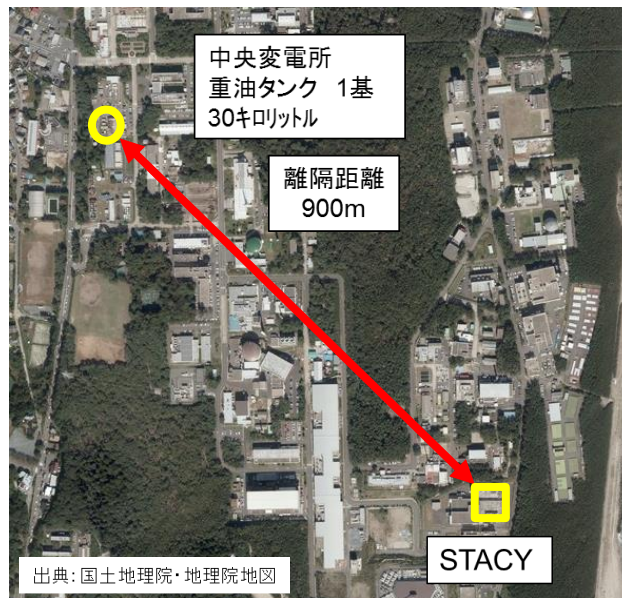 中央変電所
重油タンク 1基
30キロリットル
離隔距離
900m
STACY
出典:国土地理院・地理院地図